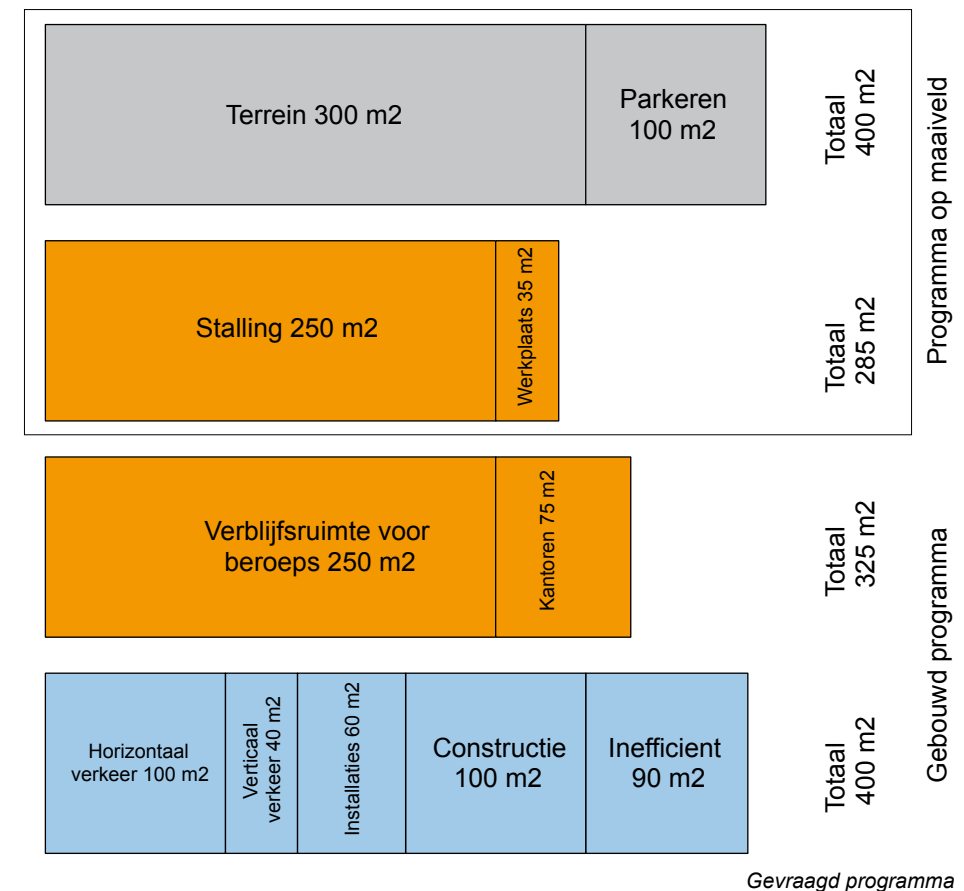 Terrein 300 m2
Parkeren
100 m2
Totaal
400 m2
Programma op maaiveld
Stalling 250 m2
Werkplaats 35 m2
Totaal
285 m2
Verblijfsruimte voor
beroeps 250 m2
Kantoren 75 m2
Totaal
325 m2
Gebouwd programma
Horizontaal
verkeer 100 m2
Verticaal
verkeer 40 m2
Installaties 60 m2
Constructie
100 m2
Inefficient
90 m2
Totaal
400 m2
Gevraagd programma